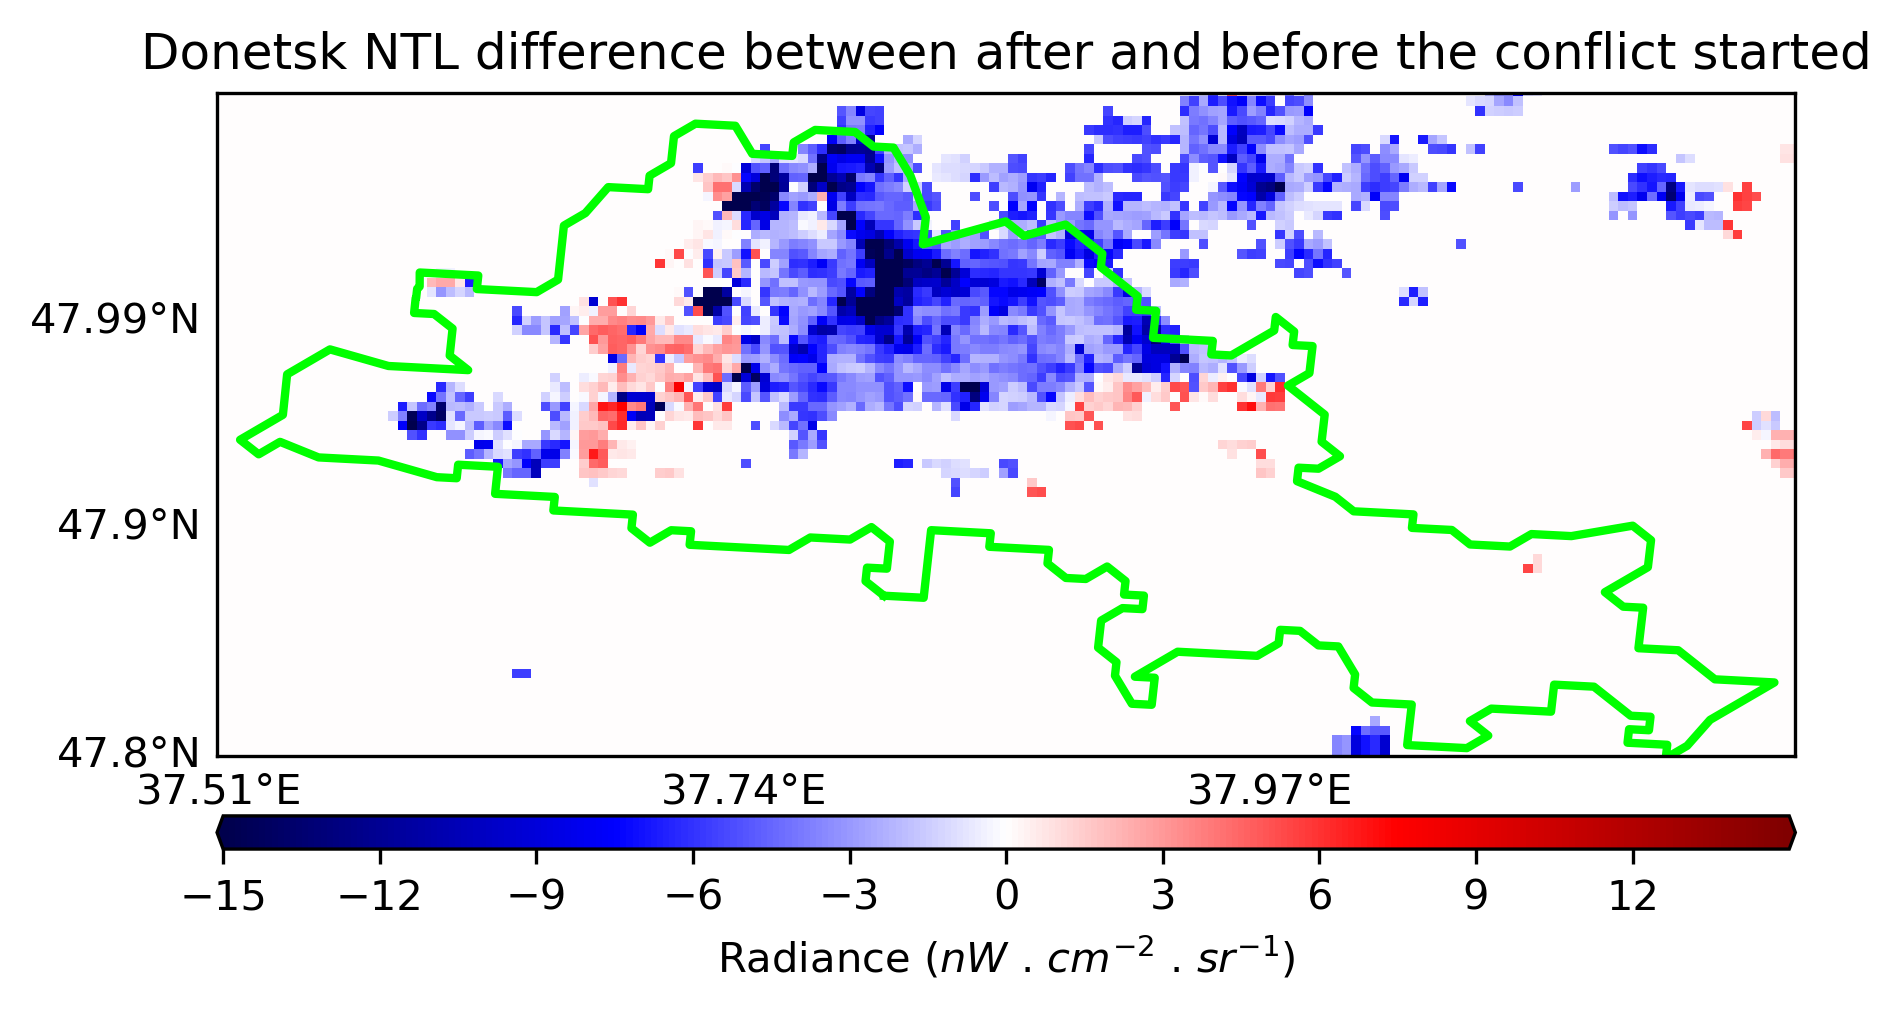 Donetsk NTL difference between after and before the conflict started
47.99°N
47.9°N
47.8°N
37.51°E 37.74°E 37.97°E
−15 −12 −9 −6 −3 0 3 6 9 12
Radiance (nW . cm⁻² . sr⁻¹)